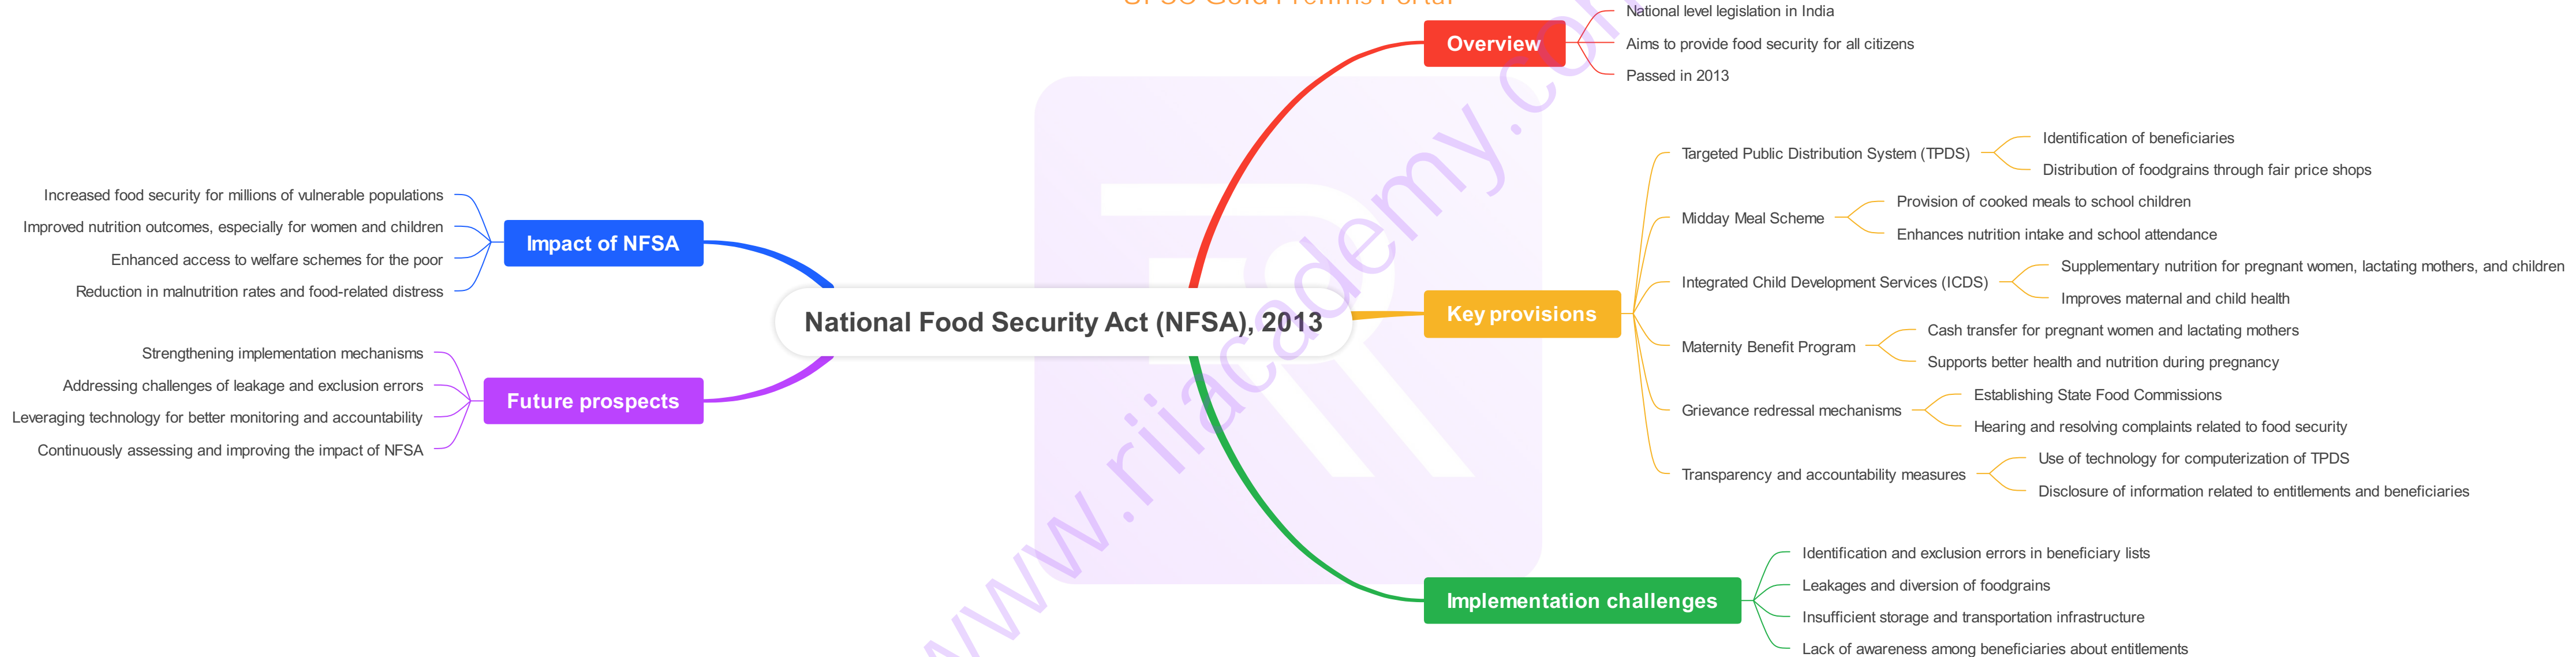 UPSC Gold Prelims Portal
Overview
National level legislation in India
Aims to provide food security for all citizens
Passed in 2013
National Food Security Act (NFSA), 2013
Key provisions
Targeted Public Distribution System (TPDS)
Identification of beneficiaries
Distribution of foodgrains through fair price shops
Midday Meal Scheme
Provision of cooked meals to school children
Enhances nutrition intake and school attendance
Integrated Child Development Services (ICDS)
Supplementary nutrition for pregnant women, lactating mothers, and children
Improves maternal and child health
Maternity Benefit Program
Cash transfer for pregnant women and lactating mothers
Supports better health and nutrition during pregnancy
Grievance redressal mechanisms
Establishing State Food Commissions
Hearing and resolving complaints related to food security
Transparency and accountability measures
Use of technology for computerization of TPDS
Disclosure of information related to entitlements and beneficiaries
Implementation challenges
Identification and exclusion errors in beneficiary lists
Leakages and diversion of foodgrains
Insufficient storage and transportation infrastructure
Lack of awareness among beneficiaries about entitlements
Impact of NFSA
Increased food security for millions of vulnerable populations
Improved nutrition outcomes, especially for women and children
Enhanced access to welfare schemes for the poor
Reduction in malnutrition rates and food-related distress
Future prospects
Strengthening implementation mechanisms
Addressing challenges of leakage and exclusion errors
Leveraging technology for better monitoring and accountability
Continuously assessing and improving the impact of NFSA
www.riiacademy.com